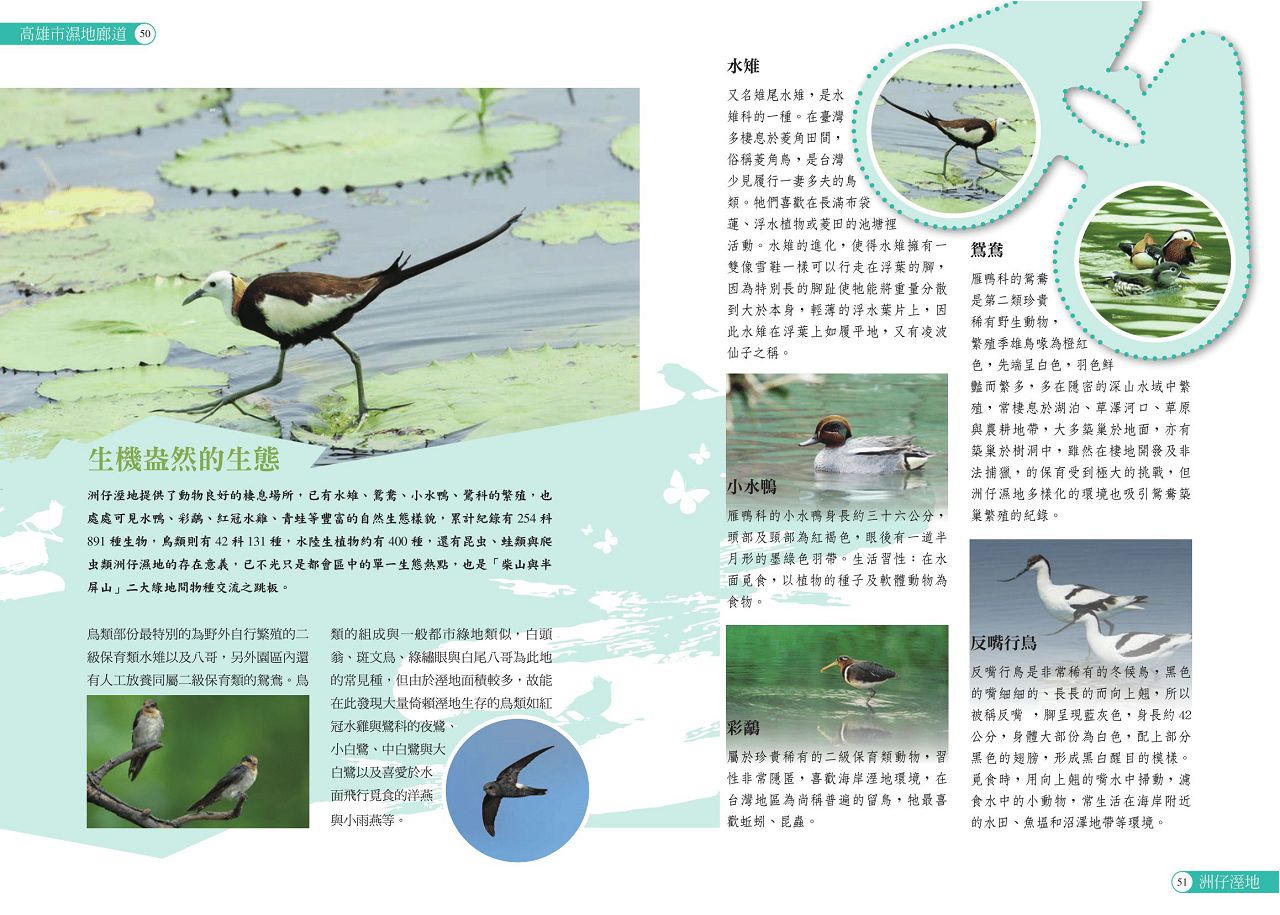 高雄市濕地廊道 50
生機盎然的生態
洲仔溼地提供了動物良好的棲息場所，已有水雉、鴛鴦、小水鴨、鷺科的繁殖，也
處處可見水鴨、彩鷸、紅冠水雞、青蛙等豐富的自然生態樣貌，累計紀錄有 254 科
891 種生物，鳥類則有 42 科 131 種，水陸生植物約有 400 種，還有昆虫、蛙類與爬
虫類洲仔濕地的存在意義，已不光只是都會區中的單一生態熱點，也是「柴山與半
屏山」二大綠地間物種交流之跳板。
鳥類部份最特別的為野外自行繁殖的二
級保育類水雉以及八哥，另外園區內還
有人工放養同屬二級保育類的鴛鴦。鳥
類的組成與一般都市綠地類似，白頭
翁、斑文鳥、綠繡眼與白尾八哥為此地
的常見種，但由於溼地面積較多，故能
在此發現大量倚賴溼地生存的鳥類如紅
冠水雞與鷺科的夜鷺、
小白鷺、中白鷺與大
白鷺以及喜愛於水
面飛行覓食的洋燕
與小雨燕等。
水雉
又名雉尾水雉，是水
雉科的一種。在臺灣
多棲息於菱角田間，
俗稱菱角鳥，是台灣
少見履行一妻多夫的鳥
類。牠們喜歡在長滿布袋
蓮、浮水植物或菱田的池塘裡
活動。水雉的進化，使得水雉擁有一
雙像雪鞋一樣可以行走在浮葉的腳，
因為特別長的腳趾使牠能將重量分散
到大於本身，輕薄的浮水葉片上，因
此水雉在浮葉上如履平地，又有凌波
仙子之稱。
小水鴨
雁鴨科的小水鴨身長約三十六公分，
頭部及頸部為紅褐色，眼後有一道半
月形的墨綠色羽帶。生活習性：在水
面覓食，以植物的種子及軟體動物為
食物。
彩鷸
屬於珍貴稀有的二級保育類動物，習
性非常隱匿，喜歡海岸溼地環境，在
台灣地區為尚稱普遍的留鳥，牠最喜
歡蚯蚓、昆蟲。
鴛鴦
雁鴨科的鴛鴦
是第二類珍貴
稀有野生動物，
繁殖季雄鳥喙為橙紅
色，先端呈白色，羽色鮮
豔而繁多，多在隱密的深山水域中繁
殖，常棲息於湖泊、草澤河口、草原
與農耕地帶，大多築巢於地面，亦有
築巢於樹洞中，雖然在棲地開發及非
法捕獵，的保育受到極大的挑戰，但
洲仔濕地多樣化的環境也吸引鴛鴦築
巢繁殖的紀錄。
反嘴行鳥
反嘴行鳥是非常稀有的冬候鳥，黑色
的嘴細細的、長長的而向上翹，所以
被稱反嘴 ，腳呈現藍灰色，身長約 42
公分，身體大部份為白色，配上部分
黑色的翅膀，形成黑白醒目的模樣。
覓食時，用向上翹的嘴水中掃動，濾
食水中的小動物，常生活在海岸附近
的水田、魚塭和沼澤地帶等環境。
51 洲仔溼地